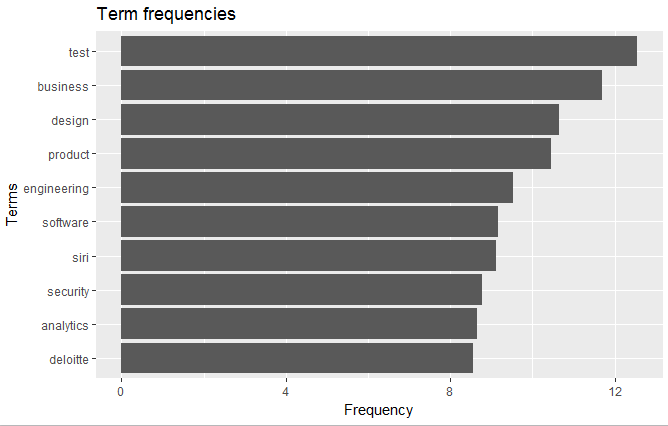 Term frequencies
Terms
test
business
design
product
engineering
software
siri
security
analytics
deloitte
0 4 8 12
Frequency